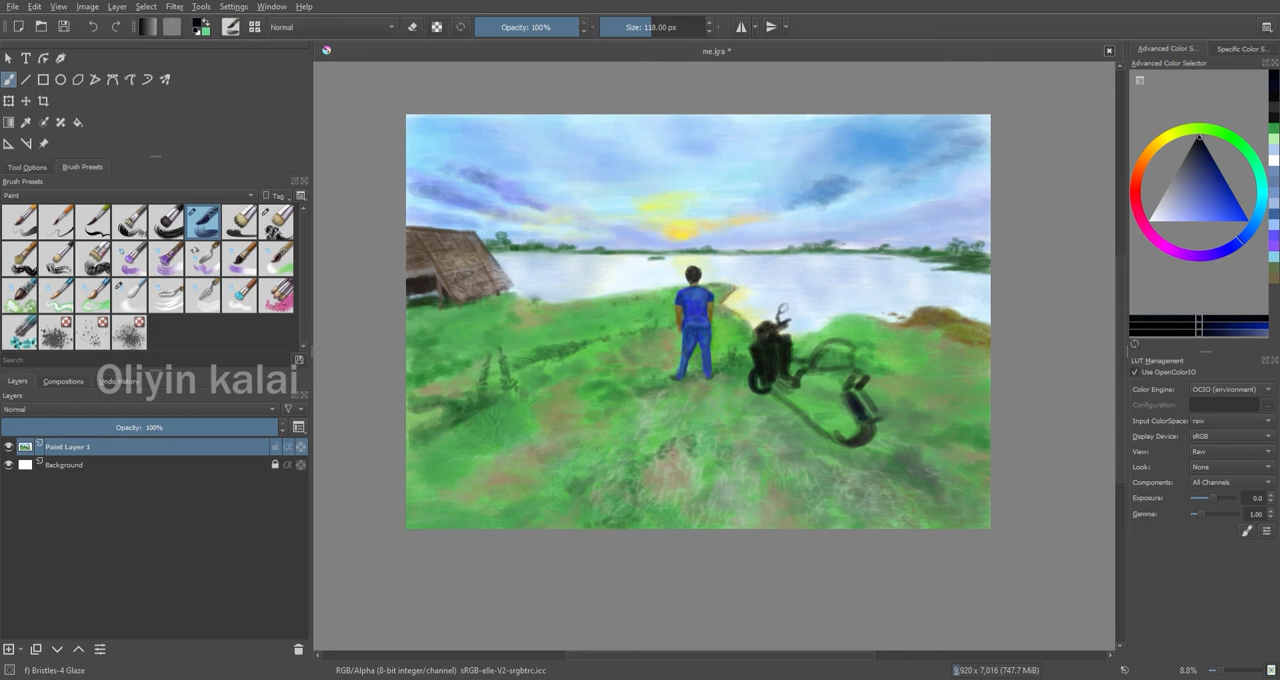 File Edit View Image Layer Select Filter Tools Settings Window Help
Normal Opacity: 100% Size: 118.00 px
me.kra *
Advanced Color S... Specific Color S...
Advanced Color Selector
Tool Options Brush Presets
Brush Presets
Paint Tag
Search
Oliyin kalai
Layers Compositions Undo History
Layers
Normal
Opacity: 100%
Paint Layer 1
Background
LUT Management
Use OpenColorIO
Color Engine: OCIO (environment)
Configuration: ...
Input ColorSpace: raw
Display Device: sRGB
View: Raw
Look: None
Components: All Channels
Exposure: 0.0
Gamma: 1.00
f) Bristles-4 Glaze
RGB/Alpha (8-bit integer/channel) sRGB-elle-V2-srgbtrc.icc
9,920 x 7,016 (747.7 MiB)
8.8%